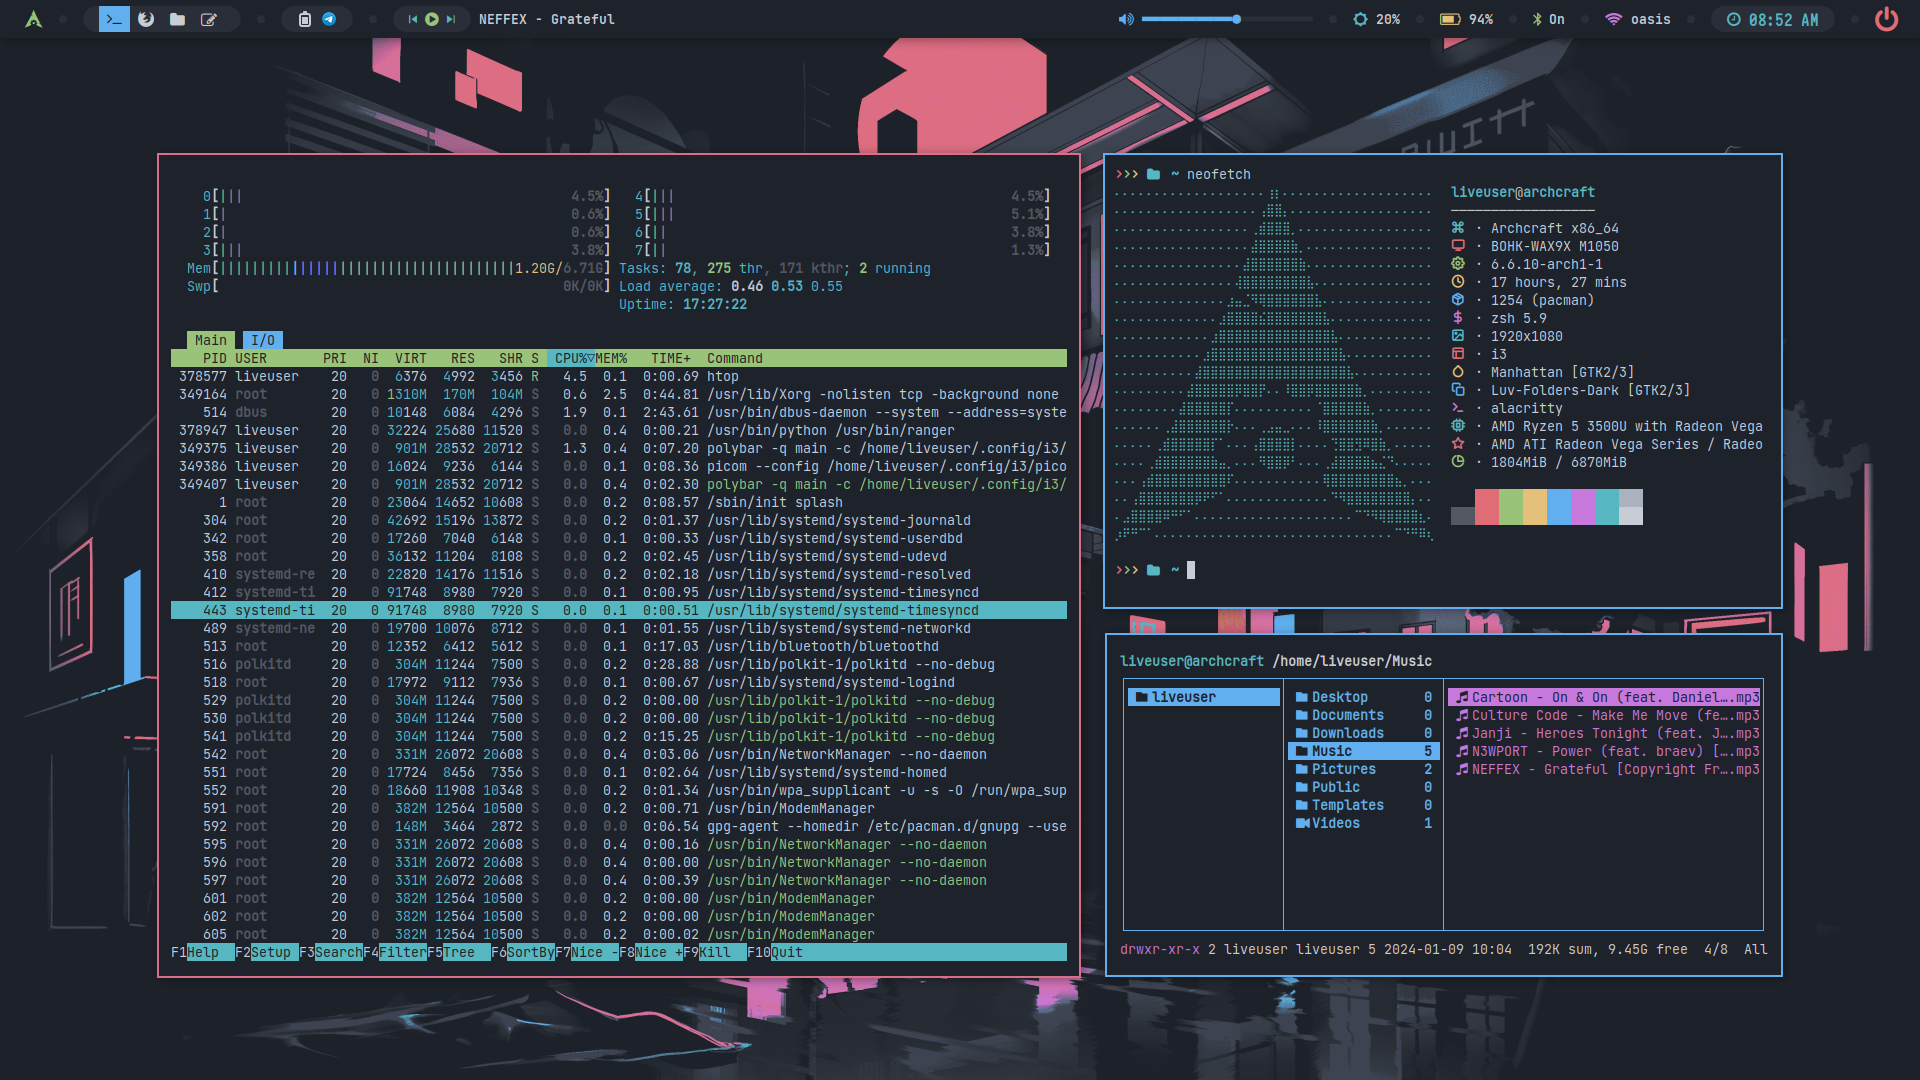 NEFFEX - Grateful
20%
94%
On
oasis
08:52 AM
0[||| 4.5%] 4[||| 4.5%]
1[| 0.6%] 5[||| 5.1%]
2[| 0.6%] 6[|| 3.8%]
3[||| 3.8%] 7[|| 1.3%]
Mem[|||||||||||||||||||||||||||||||||||||1.20G/6.71G] Tasks: 78, 275 thr, 171 kthr; 2 running
Swp[ 0K/0K] Load average: 0.46 0.53 0.55
Uptime: 17:27:22
Main I/O
PID USER PRI NI VIRT RES SHR S CPU%▽MEM% TIME+ Command
378577 liveuser 20 0 6376 4992 3456 R 4.5 0.1 0:00.69 htop
349164 root 20 0 1310M 170M 104M S 0.6 2.5 0:44.81 /usr/lib/Xorg -nolisten tcp -background none
514 dbus 20 0 10148 6084 4296 S 1.9 0.1 2:43.61 /usr/bin/dbus-daemon --system --address=syste
378947 liveuser 20 0 32224 25680 11520 S 0.0 0.4 0:00.21 /usr/bin/python /usr/bin/ranger
349375 liveuser 20 0 901M 28532 20712 S 1.3 0.4 0:07.20 polybar -q main -c /home/liveuser/.config/i3/
349386 liveuser 20 0 16024 9236 6144 S 0.0 0.1 0:08.36 picom --config /home/liveuser/.config/i3/pico
349407 liveuser 20 0 901M 28532 20712 S 0.0 0.4 0:02.30 polybar -q main -c /home/liveuser/.config/i3/
1 root 20 0 23064 14652 10608 S 0.0 0.2 0:08.57 /sbin/init splash
304 root 20 0 42692 15196 13872 S 0.0 0.2 0:01.37 /usr/lib/systemd/systemd-journald
342 root 20 0 17260 7040 6148 S 0.0 0.1 0:00.33 /usr/lib/systemd/systemd-userdbd
358 root 20 0 36132 11204 8108 S 0.0 0.2 0:02.45 /usr/lib/systemd/systemd-udevd
410 systemd-re 20 0 22820 14176 11516 S 0.0 0.2 0:02.18 /usr/lib/systemd/systemd-resolved
412 systemd-ti 20 0 91748 8980 7920 S 0.0 0.1 0:00.95 /usr/lib/systemd/systemd-timesyncd
443 systemd-ti 20 0 91748 8980 7920 S 0.0 0.1 0:00.51 /usr/lib/systemd/systemd-timesyncd
489 systemd-ne 20 0 19700 10076 8712 S 0.0 0.1 0:01.55 /usr/lib/systemd/systemd-networkd
513 root 20 0 12352 6412 5612 S 0.0 0.1 0:17.03 /usr/lib/bluetooth/bluetoothd
516 polkitd 20 0 304M 11244 7500 S 0.0 0.2 0:28.88 /usr/lib/polkit-1/polkitd --no-debug
518 root 20 0 17972 9112 7936 S 0.0 0.1 0:00.67 /usr/lib/systemd/systemd-logind
529 polkitd 20 0 304M 11244 7500 S 0.0 0.2 0:00.00 /usr/lib/polkit-1/polkitd --no-debug
530 polkitd 20 0 304M 11244 7500 S 0.0 0.2 0:00.00 /usr/lib/polkit-1/polkitd --no-debug
541 polkitd 20 0 304M 11244 7500 S 0.0 0.2 0:15.25 /usr/lib/polkit-1/polkitd --no-debug
542 root 20 0 331M 26072 20608 S 0.0 0.4 0:03.06 /usr/bin/NetworkManager --no-daemon
551 root 20 0 17724 8456 7356 S 0.0 0.1 0:02.64 /usr/lib/systemd/systemd-homed
552 root 20 0 18660 11908 10348 S 0.0 0.2 0:01.34 /usr/bin/wpa_supplicant -u -s -O /run/wpa_sup
591 root 20 0 382M 12564 10500 S 0.0 0.2 0:00.71 /usr/bin/ModemManager
592 root 20 0 148M 3464 2872 S 0.0 0.0 0:06.54 gpg-agent --homedir /etc/pacman.d/gnupg --use
595 root 20 0 331M 26072 20608 S 0.0 0.4 0:00.16 /usr/bin/NetworkManager --no-daemon
596 root 20 0 331M 26072 20608 S 0.0 0.4 0:00.00 /usr/bin/NetworkManager --no-daemon
597 root 20 0 331M 26072 20608 S 0.0 0.4 0:00.39 /usr/bin/NetworkManager --no-daemon
601 root 20 0 382M 12564 10500 S 0.0 0.2 0:00.00 /usr/bin/ModemManager
602 root 20 0 382M 12564 10500 S 0.0 0.2 0:00.00 /usr/bin/ModemManager
605 root 20 0 382M 12564 10500 S 0.0 0.2 0:00.02 /usr/bin/ModemManager
F1Help F2Setup F3SearchF4FilterF5Tree F6SortByF7Nice -F8Nice +F9Kill F10Quit
>>> ~ neofetch
liveuser@archcraft
------------------
· Archcraft x86_64
· BOHK-WAX9X M1050
· 6.6.10-arch1-1
· 17 hours, 27 mins
· 1254 (pacman)
· zsh 5.9
· 1920x1080
· i3
· Manhattan [GTK2/3]
· Luv-Folders-Dark [GTK2/3]
· alacritty
· AMD Ryzen 5 3500U with Radeon Vega
· AMD ATI Radeon Vega Series / Radeo
· 1804MiB / 6870MiB
>>> ~
liveuser@archcraft /home/liveuser/Music
liveuser
Desktop 0
Documents 0
Downloads 0
Music 5
Pictures 2
Public 0
Templates 0
Videos 1
Cartoon - On & On (feat. Daniel….mp3
Culture Code - Make Me Move (fe….mp3
Janji - Heroes Tonight (feat. J….mp3
N3WPORT - Power (feat. braev) [….mp3
NEFFEX - Grateful [Copyright Fr….mp3
drwxr-xr-x 2 liveuser liveuser 5 2024-01-09 10:04 192K sum, 9.45G free 4/8 All